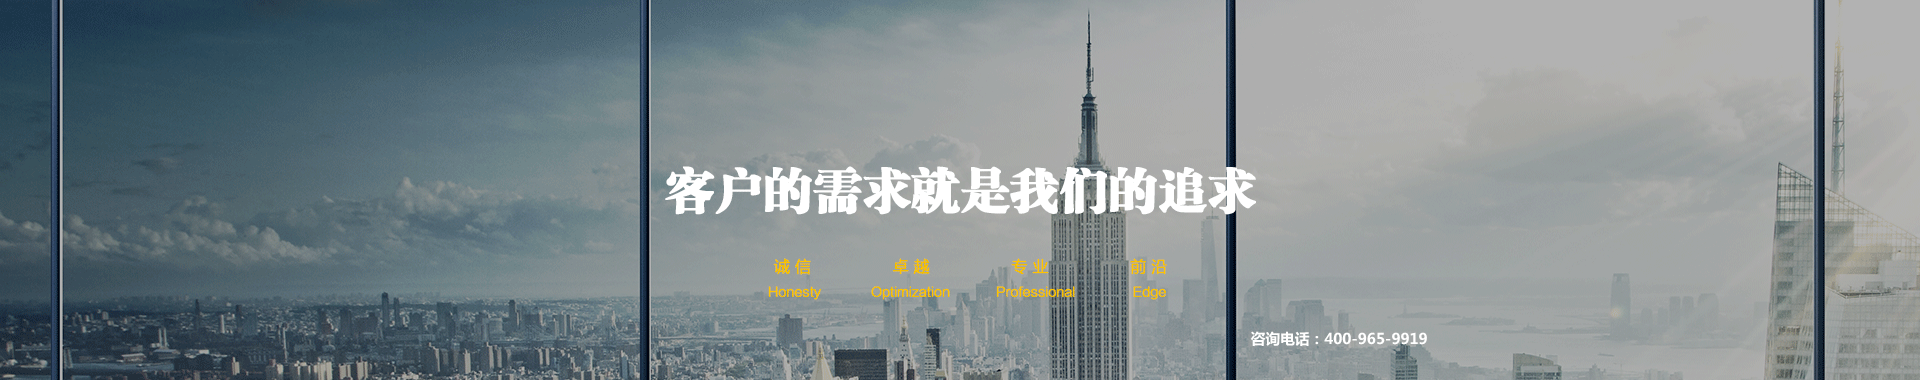 客户的需求就是我们的追求
诚信 卓越 专业 前沿
Honesty Optimization Professional Edge
咨询电话：400-965-9919